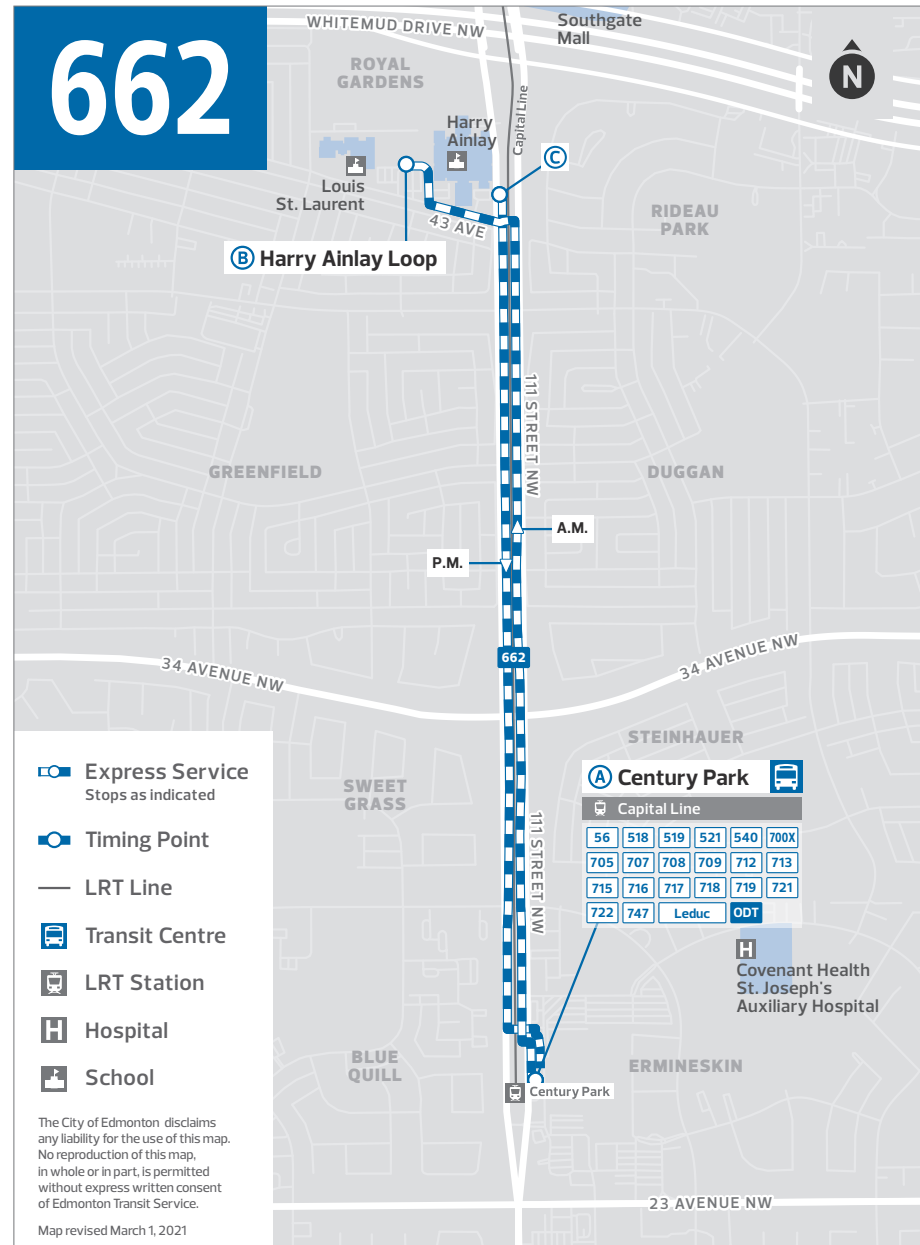 662
WHITEMUD DRIVE NW
Southgate
Mall
N
ROYAL
GARDENS
Capital Line
Harry
Ainlay
C
Louis
St. Laurent
RIDEAU
PARK
43 AVE
B Harry Ainlay Loop
111 STREET NW
GREENFIELD
DUGGAN
A.M.
P.M.
662
34 AVENUE NW
34 AVENUE NW
STEINHAUER
A Century Park
Capital Line
56 518 519 521 540 700X
705 707 708 709 712 713
715 716 717 718 719 721
722 747 Leduc ODT
SWEET
GRASS
111 STREET NW
H
Covenant Health
St. Joseph's
Auxiliary Hospital
BLUE
QUILL
ERMINESKIN
Century Park
23 AVENUE NW
Express Service
Stops as indicated
Timing Point
LRT Line
Transit Centre
LRT Station
H Hospital
School
The City of Edmonton disclaims
any liability for the use of this map.
No reproduction of this map,
in whole or in part, is permitted
without express written consent
of Edmonton Transit Service.
Map revised March 1, 2021